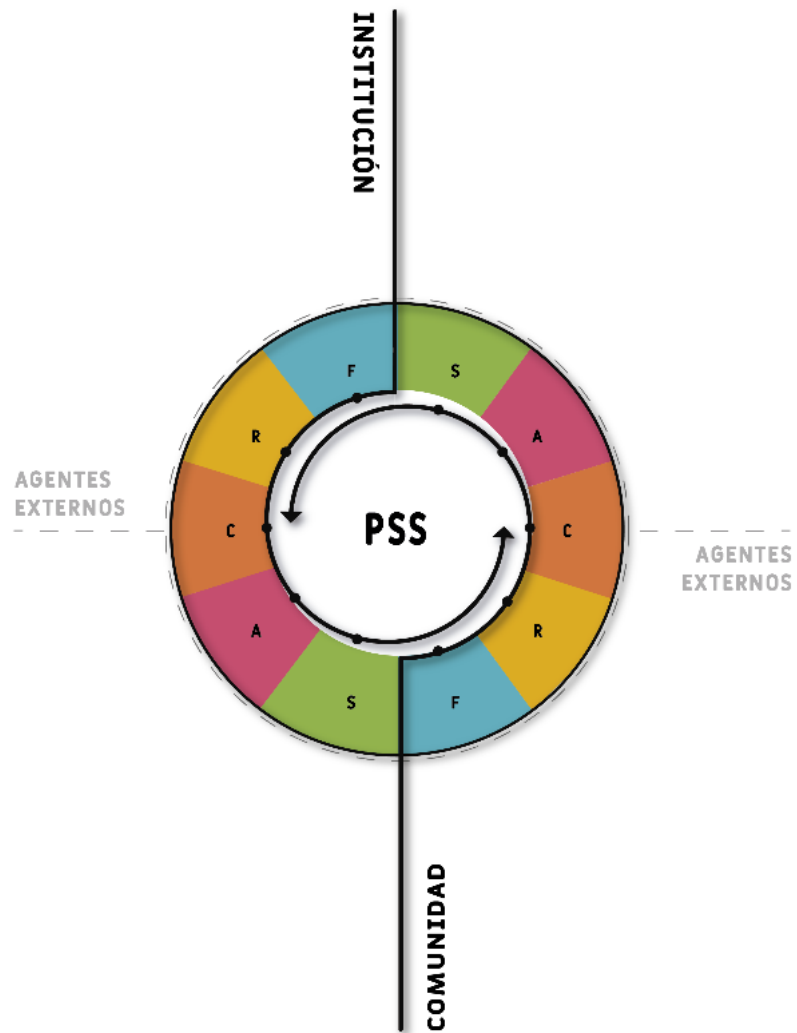 INSTITUCIÓN
F
S
R
A
AGENTES
EXTERNOS
C
PSS
C
AGENTES
EXTERNOS
A
R
S
F
COMUNIDAD